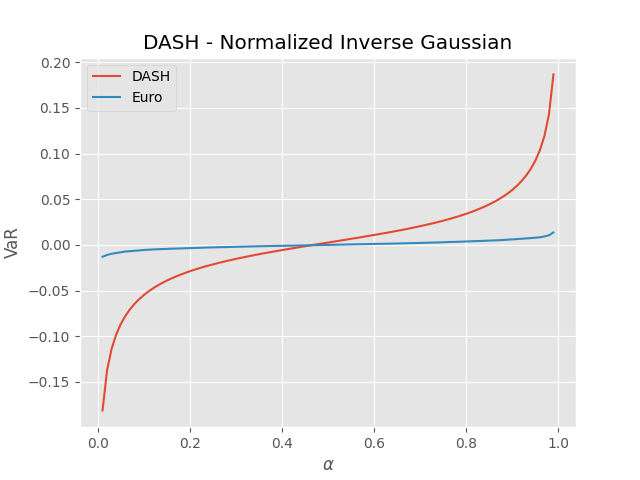 DASH - Normalized Inverse Gaussian
DASH
Euro
0.20
0.15
0.10
0.05
0.00
−0.05
−0.10
−0.15
VaR
0.0 0.2 0.4 0.6 0.8 1.0
α